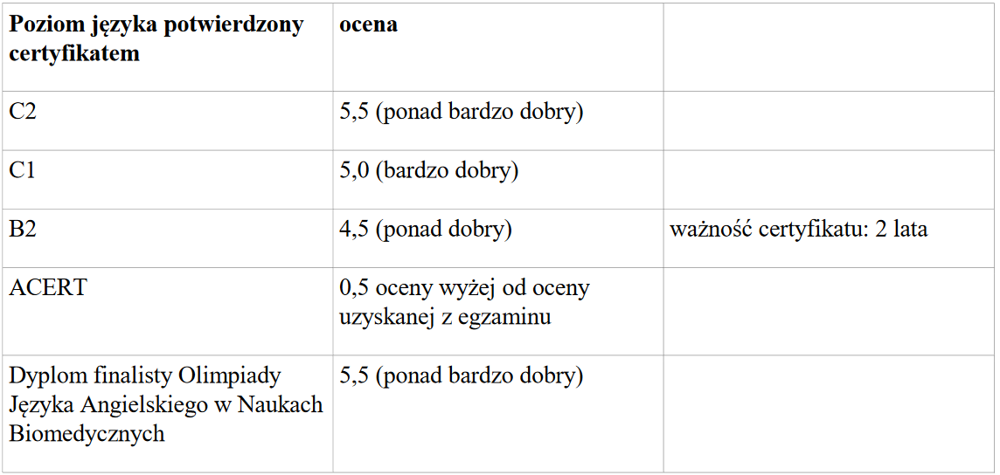 Poziom języka potwierdzony ocena
certyfikatem
C2 5,5 (ponad bardzo dobry)
C1 5,0 (bardzo dobry)
B2 4,5 (ponad dobry) ważność certyfikatu: 2 lata
ACERT 0,5 oceny wyżej od oceny
uzyskanej z egzaminu
Dyplom finalisty Olimpiady 5,5 (ponad bardzo dobry)
Języka Angielskiego w Naukach
Biomedycznych